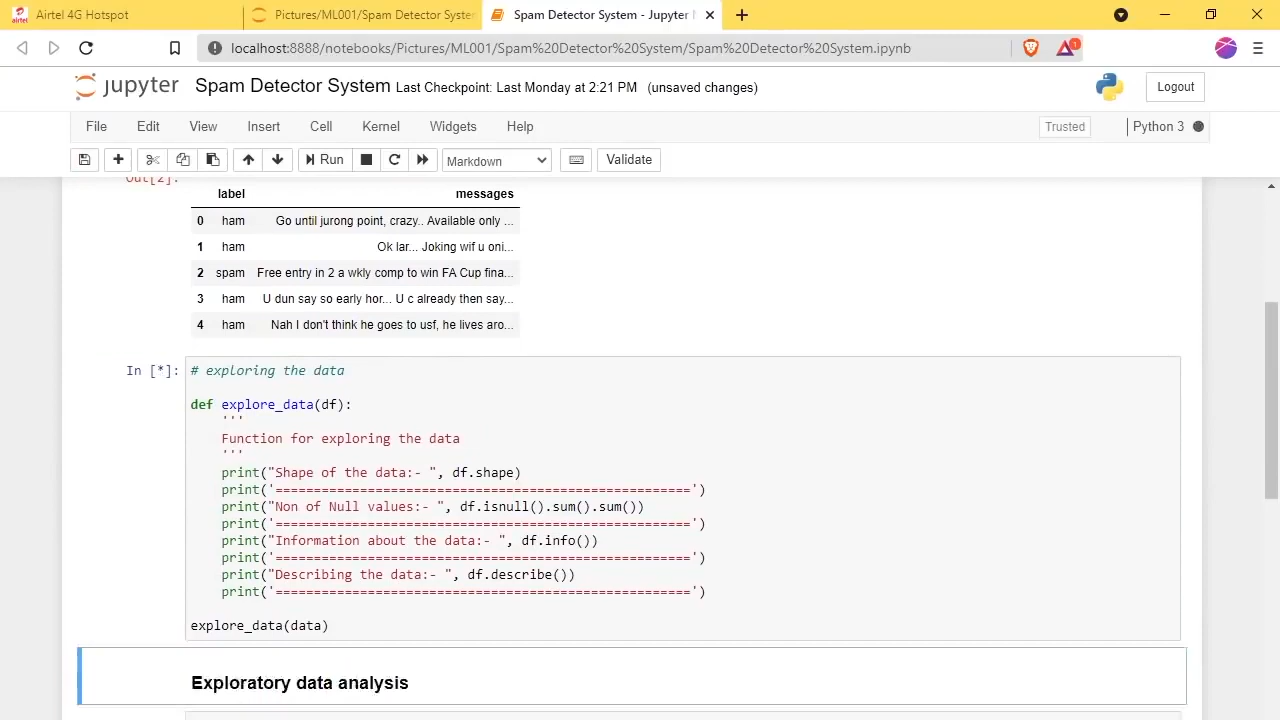 airtel Airtel 4G Hotspot
Pictures/ML001/Spam Detector Syster
Spam Detector System - Jupyter
localhost:8888/notebooks/Pictures/ML001/Spam%20Detector%20System/Spam%20Detector%20System.ipynb
1
jupyter Spam Detector System Last Checkpoint: Last Monday at 2:21 PM (unsaved changes)
Logout
File Edit View Insert Cell Kernel Widgets Help
Trusted
Python 3
Run
Markdown
Validate
Out[2]:
label messages
0 ham Go until jurong point, crazy.. Available only ...
1 ham Ok lar... Joking wif u oni...
2 spam Free entry in 2 a wkly comp to win FA Cup fina...
3 ham U dun say so early hor... U c already then say...
4 ham Nah I don't think he goes to usf, he lives aro...
In [*]: # exploring the data
def explore_data(df):
'''
Function for exploring the data
'''
print("Shape of the data:- ", df.shape)
print('======================================================')
print("Non of Null values:- ", df.isnull().sum().sum())
print('======================================================')
print("Information about the data:- ", df.info())
print('======================================================')
print("Describing the data:- ", df.describe())
print('======================================================')
explore_data(data)
Exploratory data analysis